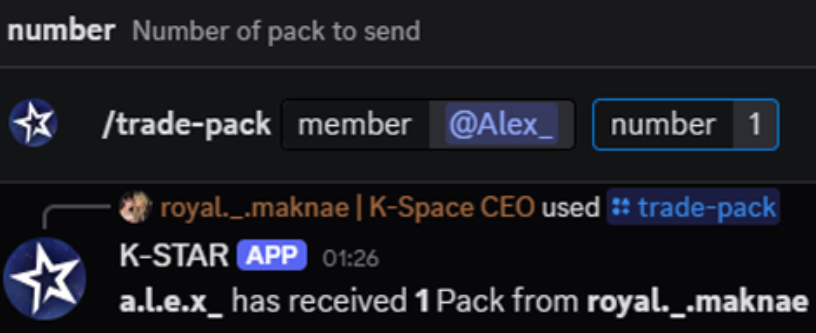 number Number of pack to send
/trade-pack member @Alex_ number 1
royal._.maknae | K-Space CEO used trade-pack
K-STAR APP 01:26
a.l.e.x_ has received 1 Pack from royal._.maknae